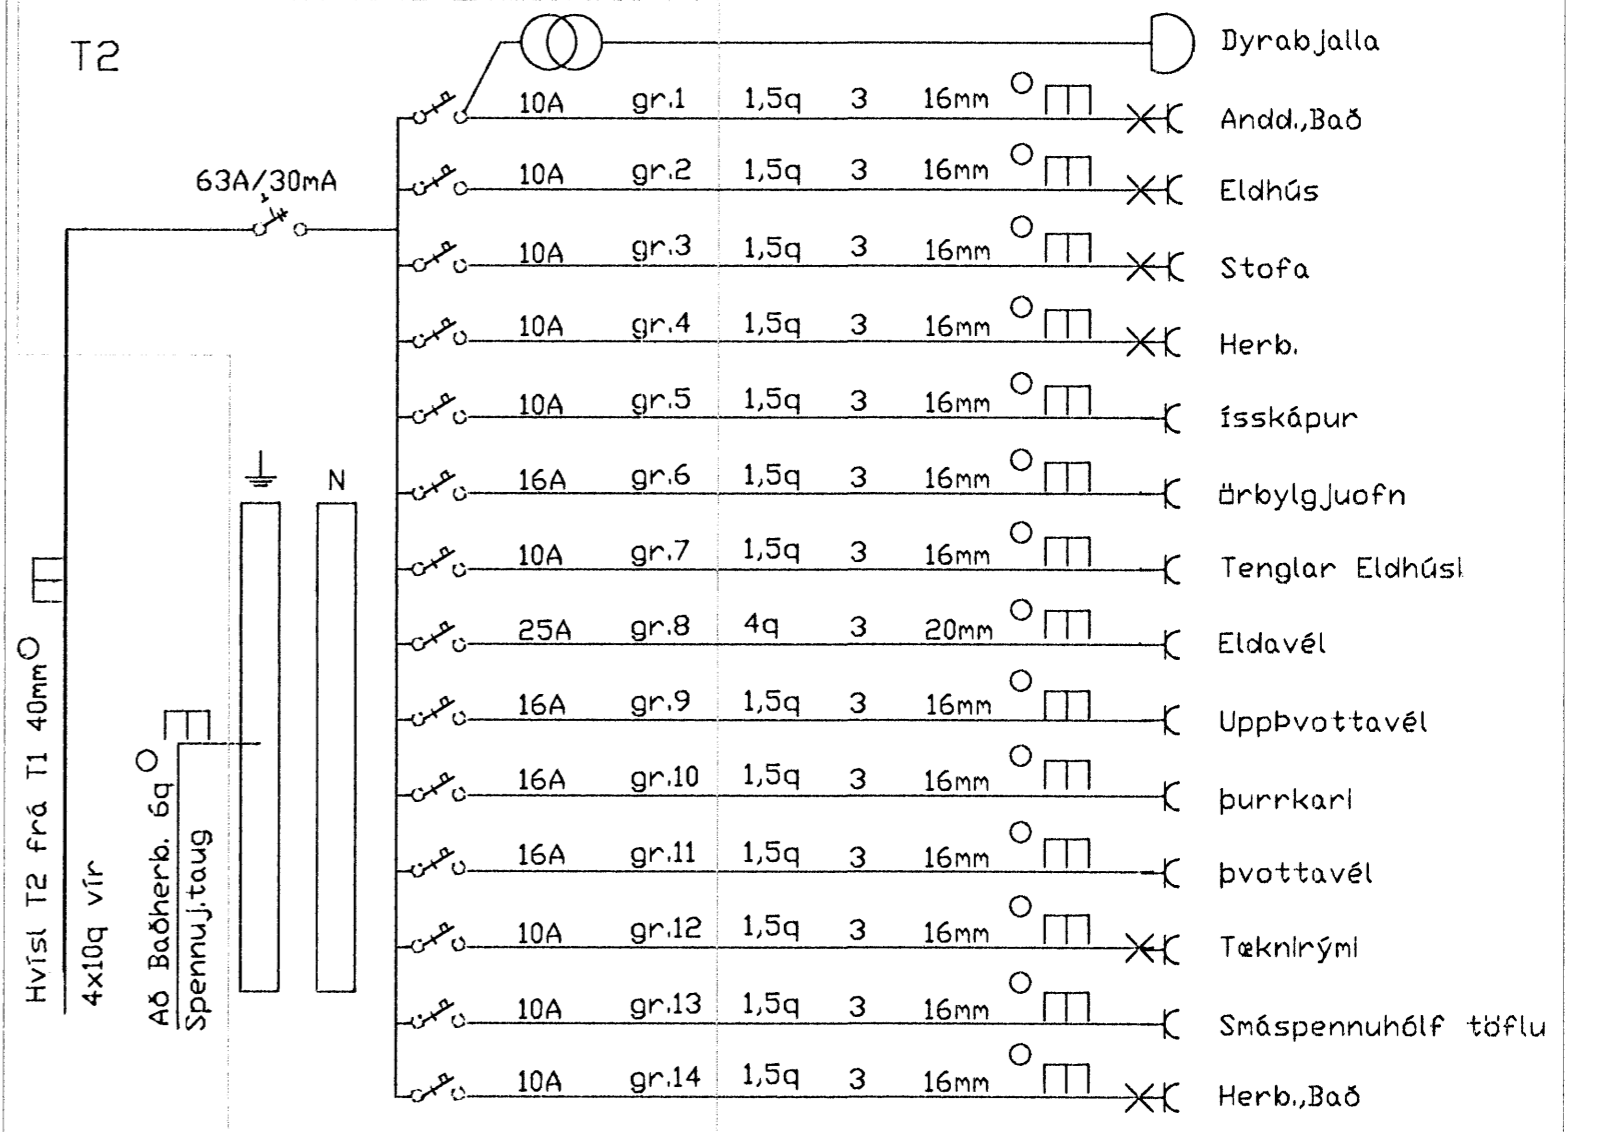 T2
Dyrabjalla
10A gr.1 1,5q 3 16mm Andd.,Bað
10A gr.2 1,5q 3 16mm Eldhús
63A/30mA
10A gr.3 1,5q 3 16mm Stofa
10A gr.4 1,5q 3 16mm Herb.
10A gr.5 1,5q 3 16mm ísskápur
16A gr.6 1,5q 3 16mm örbylgjuofn
N
10A gr.7 1,5q 3 16mm Tenglar Eldhúsi
25A gr.8 4q 3 20mm Eldavél
16A gr.9 1,5q 3 16mm UppÞvottavél
16A gr.10 1,5q 3 16mm þurrkari
16A gr.11 1,5q 3 16mm þvottavél
10A gr.12 1,5q 3 16mm Tæknirými
10A gr.13 1,5q 3 16mm Smáspennuhólf töflu
10A gr.14 1,5q 3 16mm Herb.,Bað
Hvísl T2 frá T1 40mm
4x10q vír
Að Baðherb. 6q
Spennuj.taug